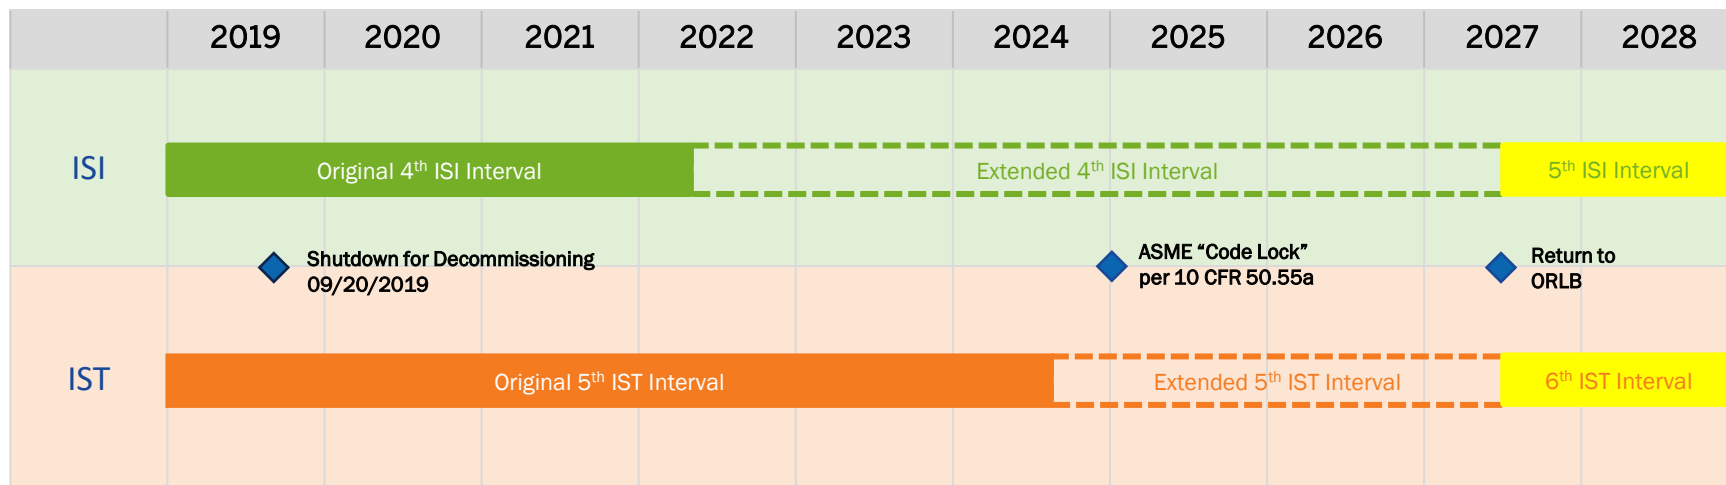 2019 2020 2021 2022 2023 2024 2025 2026 2027 2028
ISI
Original 4th ISI Interval
Extended 4th ISI Interval
5th ISI Interval
Shutdown for Decommissioning
09/20/2019
ASME “Code Lock”
per 10 CFR 50.55a
Return to
ORLB
IST
Original 5th IST Interval
Extended 5th IST Interval
6th IST Interval